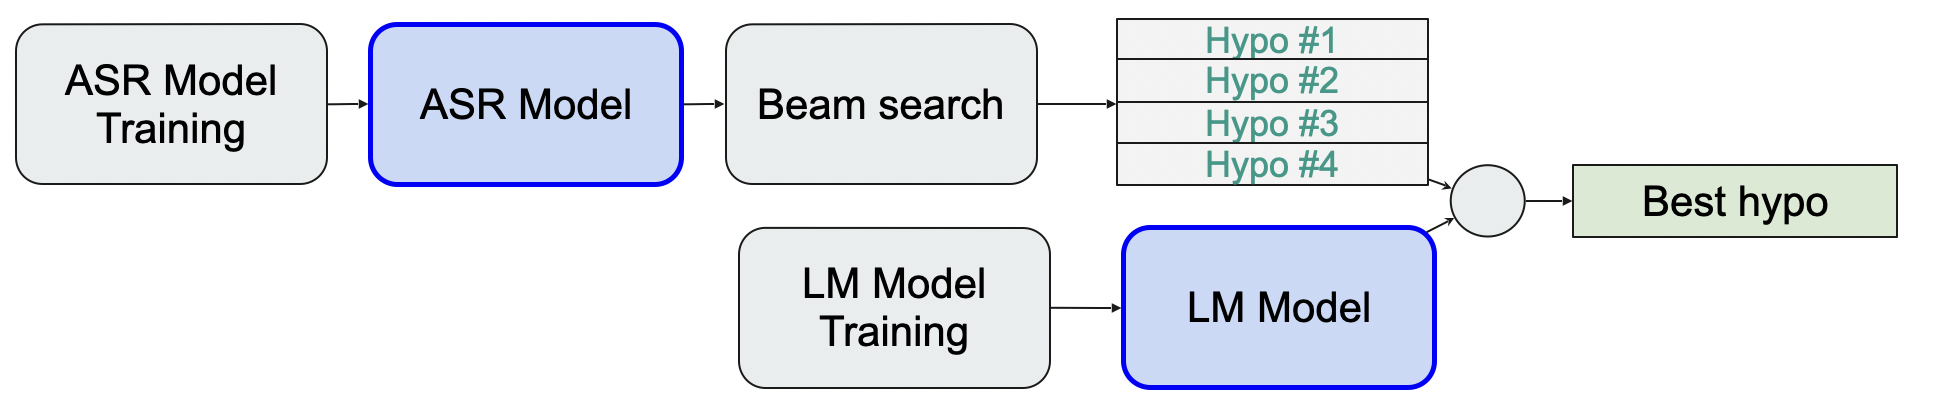 ASR Model
Training
ASR Model
Beam search
Hypo #1
Hypo #2
Hypo #3
Hypo #4
Best hypo
LM Model
Training
LM Model